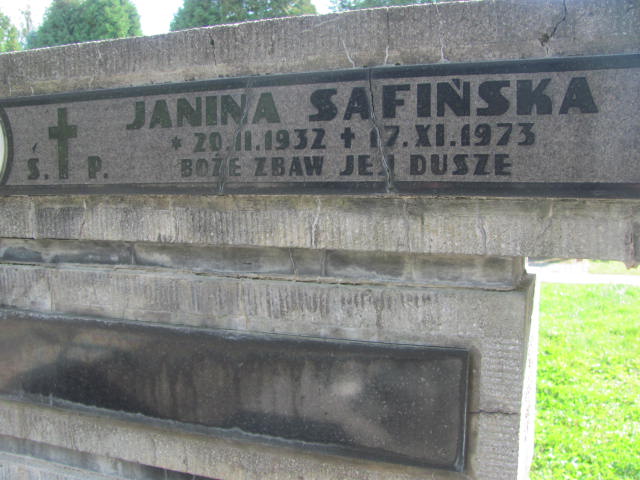 JANINA SAFIŃSKA
* 20.II.1932 ✝ 17.XI.1973
Ś. ✝ P. BOŻE ZBAW JEJ DUSZE